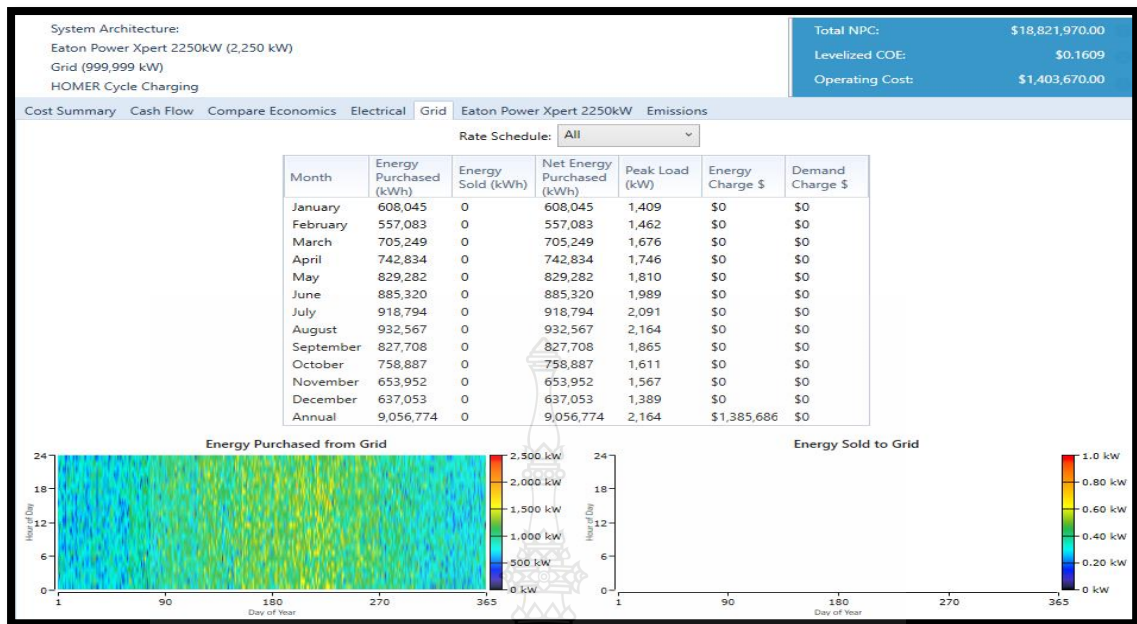 System Architecture:
Eaton Power Xpert 2250kW (2,250 kW)
Grid (999,999 kW)
HOMER Cycle Charging
Total NPC: $18,821,970.00
Levelized COE: $0.1609
Operating Cost: $1,403,670.00
Cost Summary Cash Flow Compare Economics Electrical Grid Eaton Power Xpert 2250kW Emissions
Rate Schedule: All
Month Energy Purchased (kWh) Energy Sold (kWh) Net Energy Purchased (kWh) Peak Load (kW) Energy Charge $ Demand Charge $
January 608,045 0 608,045 1,409 $0 $0
February 557,083 0 557,083 1,462 $0 $0
March 705,249 0 705,249 1,676 $0 $0
April 742,834 0 742,834 1,746 $0 $0
May 829,282 0 829,282 1,810 $0 $0
June 885,320 0 885,320 1,989 $0 $0
July 918,794 0 918,794 2,091 $0 $0
August 932,567 0 932,567 2,164 $0 $0
September 827,708 0 827,708 1,865 $0 $0
October 758,887 0 758,887 1,611 $0 $0
November 653,952 0 653,952 1,567 $0 $0
December 637,053 0 637,053 1,389 $0 $0
Annual 9,056,774 0 9,056,774 2,164 $1,385,686 $0
Energy Purchased from Grid
24
18
12
6
0
Hour of Day
1 90 180 270 365
Day of Year
2,500 kW
2,000 kW
1,500 kW
1,000 kW
500 kW
0 kW
Energy Sold to Grid
24
18
12
6
0
Hour of Day
1 90 180 270 365
Day of Year
1.0 kW
0.80 kW
0.60 kW
0.40 kW
0.20 kW
0 kW